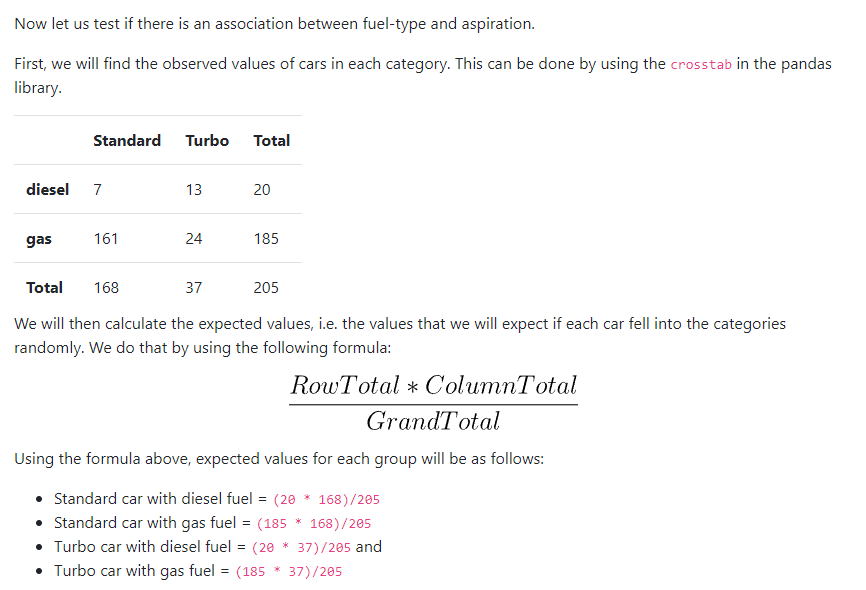 Now let us test if there is an association between fuel-type and aspiration.
First, we will find the observed values of cars in each category. This can be done by using the crosstab in the pandas
library.
Standard Turbo Total
diesel 7 13 20
gas 161 24 185
Total 168 37 205
We will then calculate the expected values, i.e. the values that we will expect if each car fell into the categories
randomly. We do that by using the following formula:
RowTotal ∗ ColumnTotal
GrandTotal
Using the formula above, expected values for each group will be as follows:
• Standard car with diesel fuel = (20 * 168)/205
• Standard car with gas fuel = (185 * 168)/205
• Turbo car with diesel fuel = (20 * 37)/205 and
• Turbo car with gas fuel = (185 * 37)/205